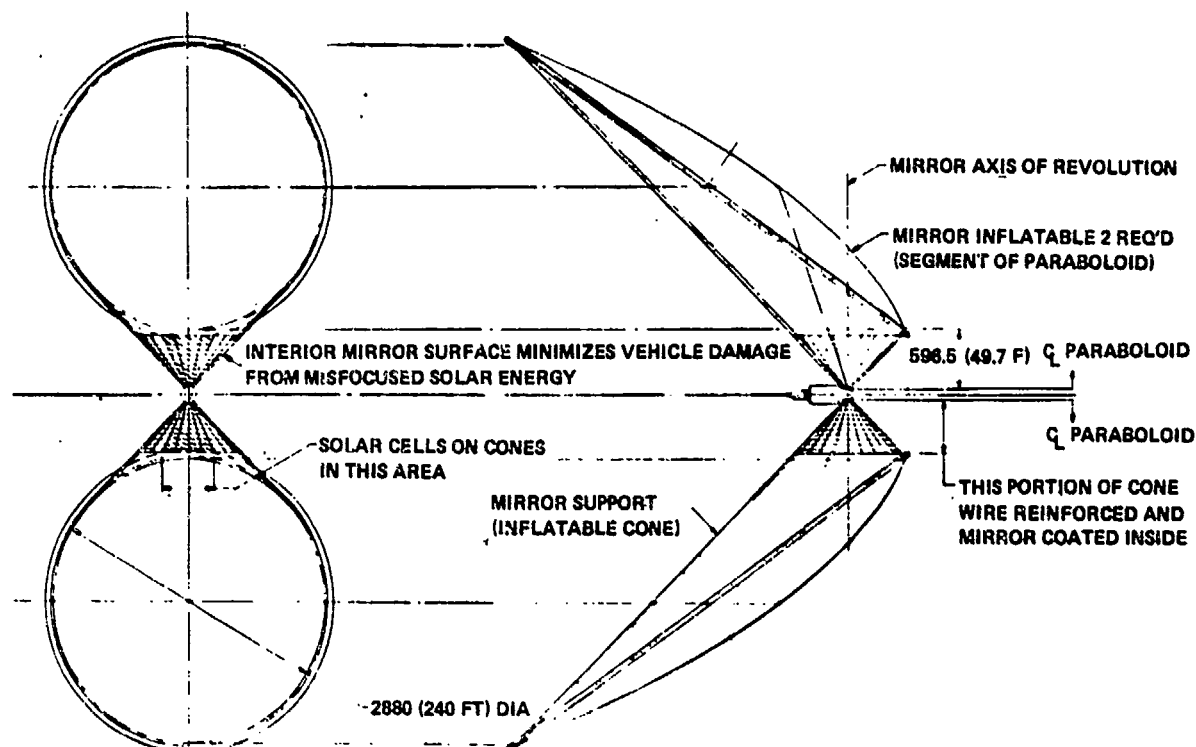 MIRROR AXIS OF REVOLUTION
MIRROR INFLATABLE 2 REQ'D
(SEGMENT OF PARABOLOID)
INTERIOR MIRROR SURFACE MINIMIZES VEHICLE DAMAGE
FROM MISFOCUSED SOLAR ENERGY
596.5 (49.7 F)
℄ PARABOLOID
℄ PARABOLOID
SOLAR CELLS ON CONES
IN THIS AREA
MIRROR SUPPORT
(INFLATABLE CONE)
THIS PORTION OF CONE
WIRE REINFORCED AND
MIRROR COATED INSIDE
2880 (240 FT) DIA